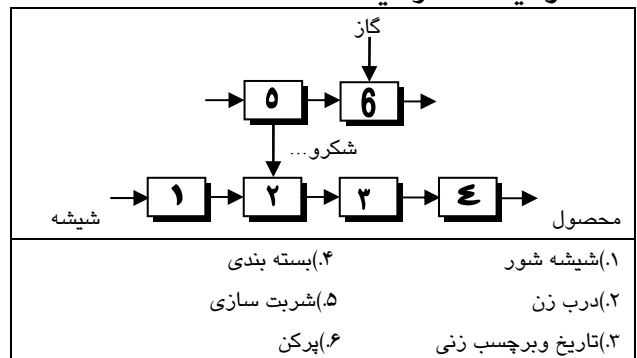 گاز
۵ 6
شکرو...
۱ ۲ ۳ ٤
شیشه محصول
۱.)شیشه شور ۴.)بسته بندی
۲.)درب زن ۵.)شربت سازی
۳.)تاریخ وبرچسب زنی ۶.)پرکن